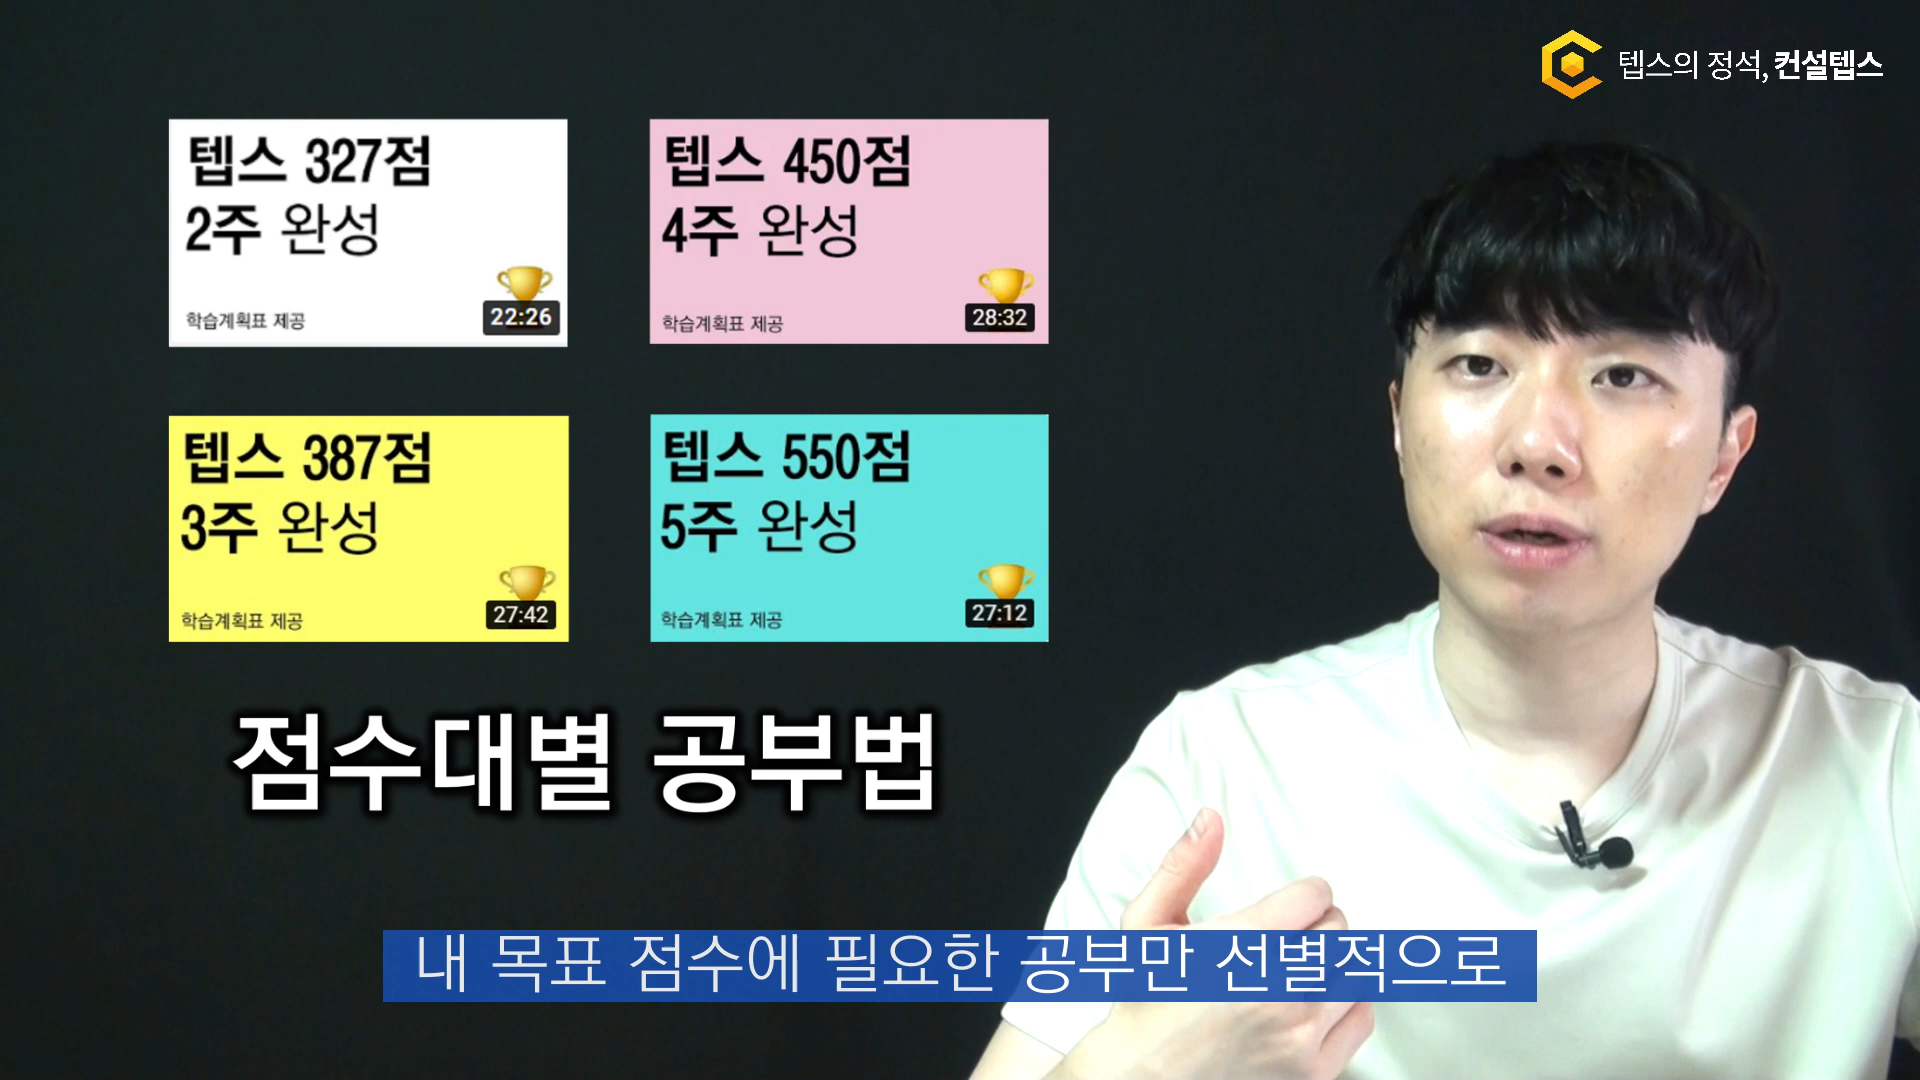 텝스의 정석, 컨설텝스
텝스 327점
2주 완성
학습계획표 제공
22:26
텝스 450점
4주 완성
학습계획표 제공
28:32
텝스 387점
3주 완성
학습계획표 제공
27:42
텝스 550점
5주 완성
학습계획표 제공
27:12
점수대별 공부법
내 목표 점수에 필요한 공부만 선별적으로